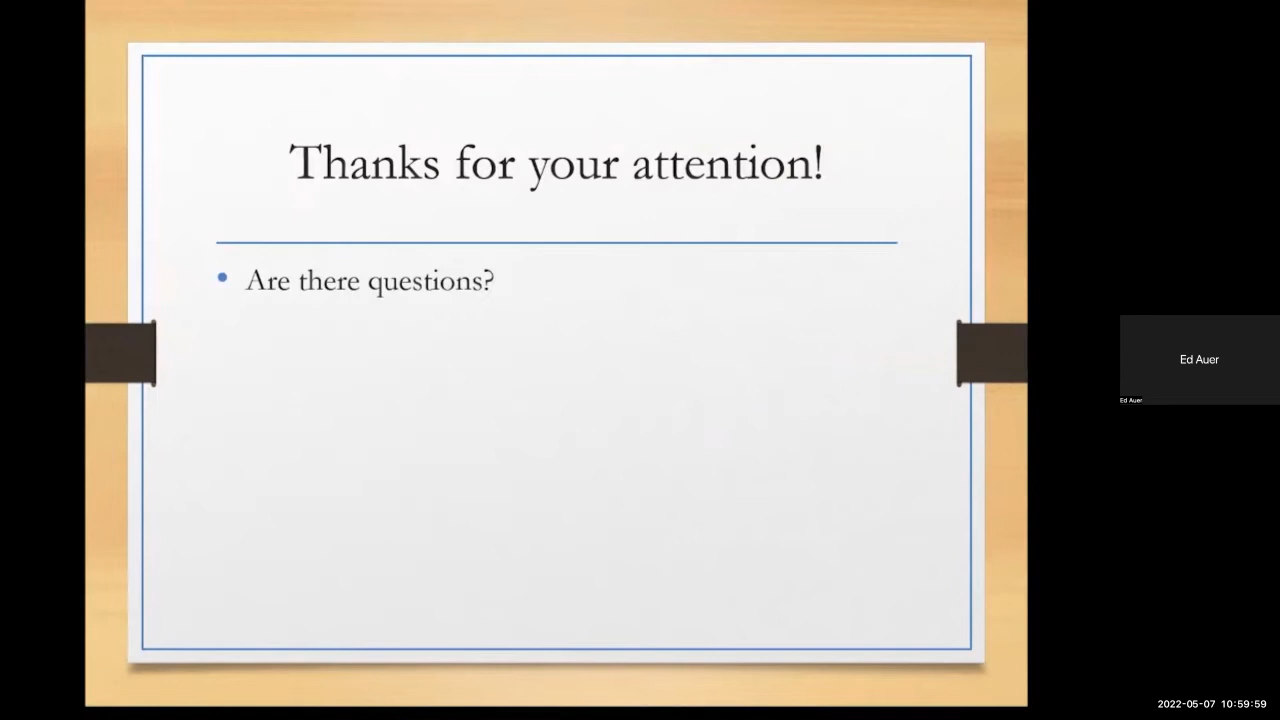 Thanks for your attention!
• Are there questions?
Ed Auer
Ed Auer
2022-05-07 10:59:59